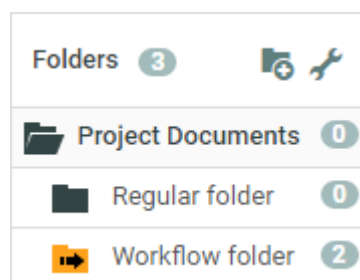 Folders 3
Project Documents 0
Regular folder 0
Workflow folder 2